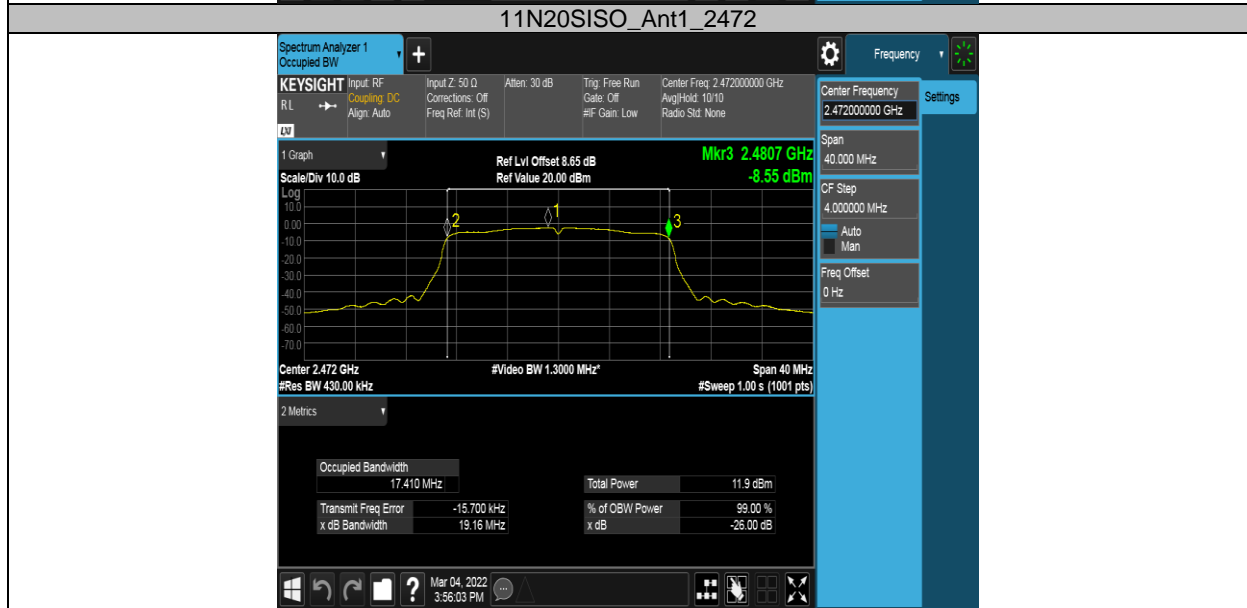 11N20SISO_Ant1_2472
Spectrum Analyzer 1
Occupied BW
+
Frequency
KEYSIGHT
RL
LXI
Input: RF
Coupling: DC
Align: Auto
Input Z: 50 Ω
Corrections: Off
Freq Ref: Int (S)
Atten: 30 dB
Trig: Free Run
Gate: Off
#IF Gain: Low
Center Freq: 2.472000000 GHz
Avg|Hold: 10/10
Radio Std: None
Center Frequency
2.472000000 GHz
Settings
Span
40.000 MHz
CF Step
4.000000 MHz
Auto
Man
Freq Offset
0 Hz
1 Graph
Scale/Div 10.0 dB
Ref Lvl Offset 8.65 dB
Ref Value 20.00 dBm
Mkr3 2.4807 GHz
-8.55 dBm
Log
10.0
0.00
-10.0
-20.0
-30.0
-40.0
-50.0
-60.0
-70.0
2
1
3
Center 2.472 GHz
#Video BW 1.3000 MHz*
Span 40 MHz
#Res BW 430.00 kHz
#Sweep 1.00 s (1001 pts)
2 Metrics
Occupied Bandwidth
17.410 MHz
Total Power 11.9 dBm
Transmit Freq Error -15.700 kHz
% of OBW Power 99.00 %
x dB Bandwidth 19.16 MHz
x dB -26.00 dB
?
Mar 04, 2022
3:56:03 PM